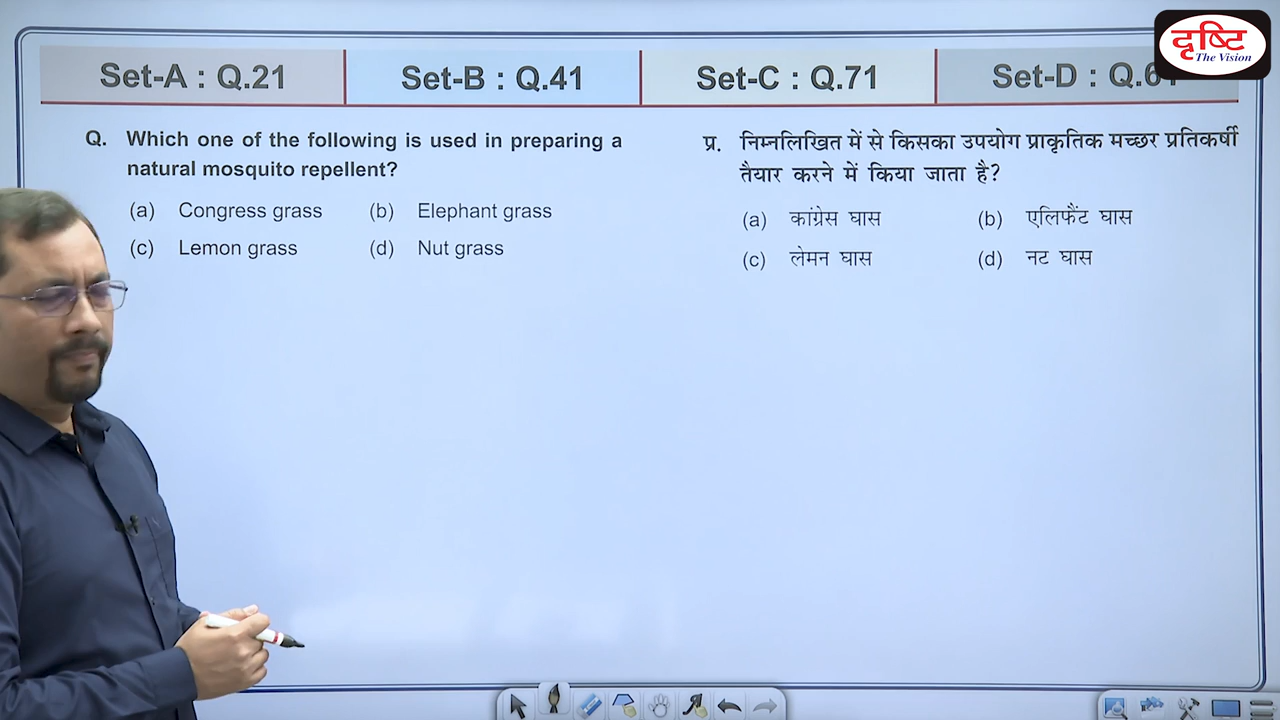 दृष्टि
The Vision
Set-A : Q.21
Set-B : Q.41
Set-C : Q.71
Set-D :
Q. Which one of the following is used in preparing a
natural mosquito repellent?
(a) Congress grass (b) Elephant grass
(c) Lemon grass (d) Nut grass
प्र. निम्नलिखित में से किसका उपयोग प्राकृतिक मच्छर प्रतिकर्षी
तैयार करने में किया जाता है?
(a) कांग्रेस घास (b) एलिफैंट घास
(c) लेमन घास (d) नट घास